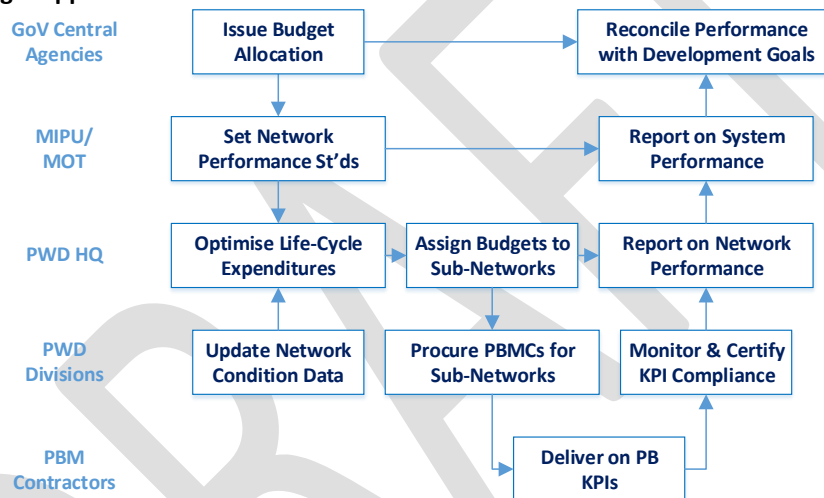 GoV Central
Agencies
Issue Budget
Allocation
Reconcile Performance
with Development Goals
MIPU/
MOT
Set Network
Performance St’ds
Report on System
Performance
PWD HQ
Optimise Life-Cycle
Expenditures
Assign Budgets to
Sub-Networks
Report on Network
Performance
PWD
Divisions
Update Network
Condition Data
Procure PBMCs for
Sub-Networks
Monitor & Certify
KPI Compliance
PBM
Contractors
Deliver on PB
KPIs